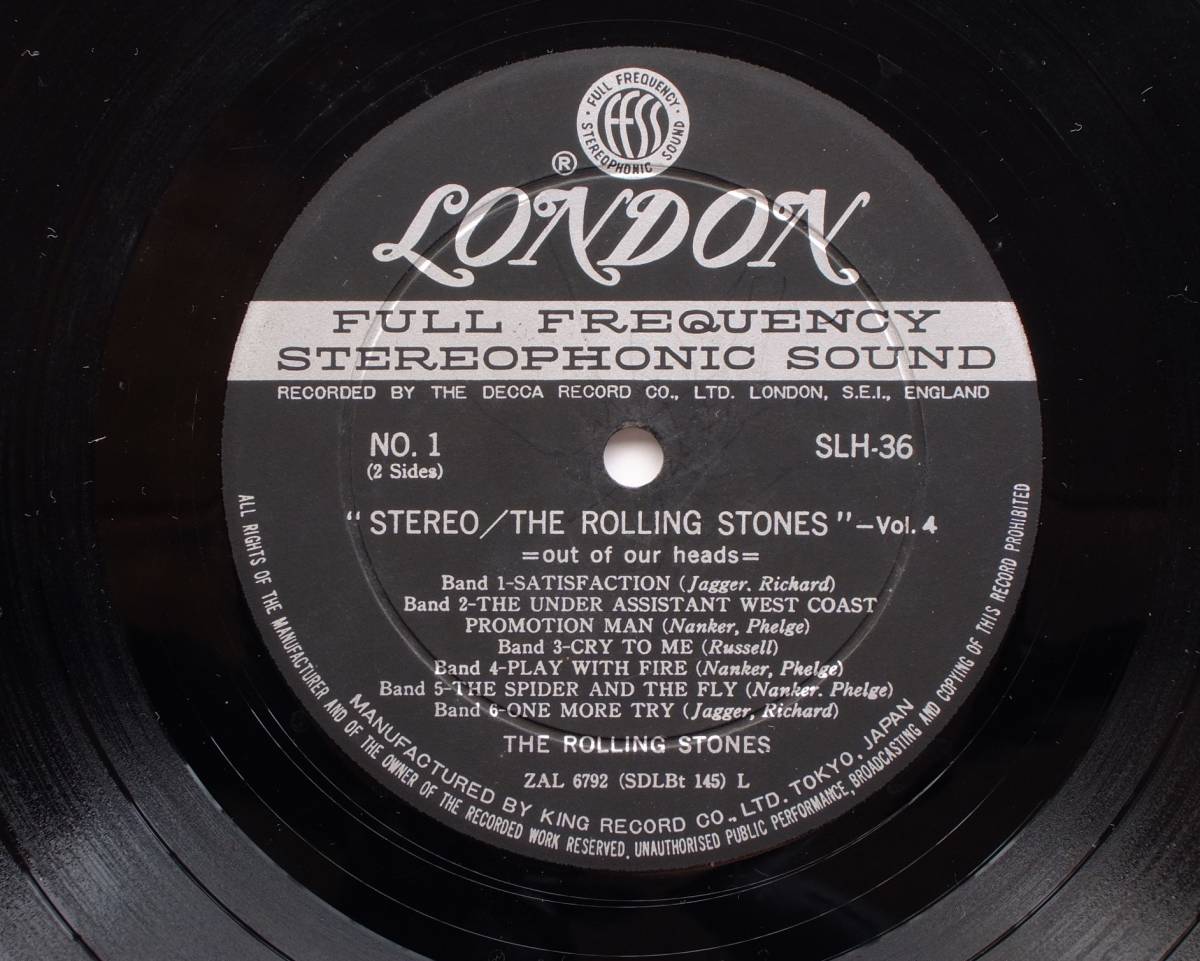 FULL FREQUENCY
STEREOPHONIC SOUND
FFSS
®
LONDON
FULL FREQUENCY
STEREOPHONIC SOUND
RECORDED BY THE DECCA RECORD CO., LTD. LONDON, S.E.I., ENGLAND
NO. 1
(2 Sides)
SLH-36
“STEREO/THE ROLLING STONES”–Vol. 4
=out of our heads=
Band 1-SATISFACTION (Jagger. Richard)
Band 2-THE UNDER ASSISTANT WEST COAST
PROMOTION MAN (Nanker, Phelge)
Band 3-CRY TO ME (Russell)
Band 4-PLAY WITH FIRE (Nanker, Phelge)
Band 5-THE SPIDER AND THE FLY (Nanker. Phelge)
Band 6-ONE MORE TRY (Jagger, Richard)
THE ROLLING STONES
ZAL 6792 (SDLBt 145) L
MANUFACTURED BY KING RECORD CO., LTD. TOKYO, JAPAN
ALL RIGHTS OF THE MANUFACTURER AND OF THE OWNER OF THE RECORDED WORK RESERVED. UNAUTHORISED PUBLIC PERFORMANCE, BROADCASTING AND COPYING OF THIS RECORD PROHIBITED